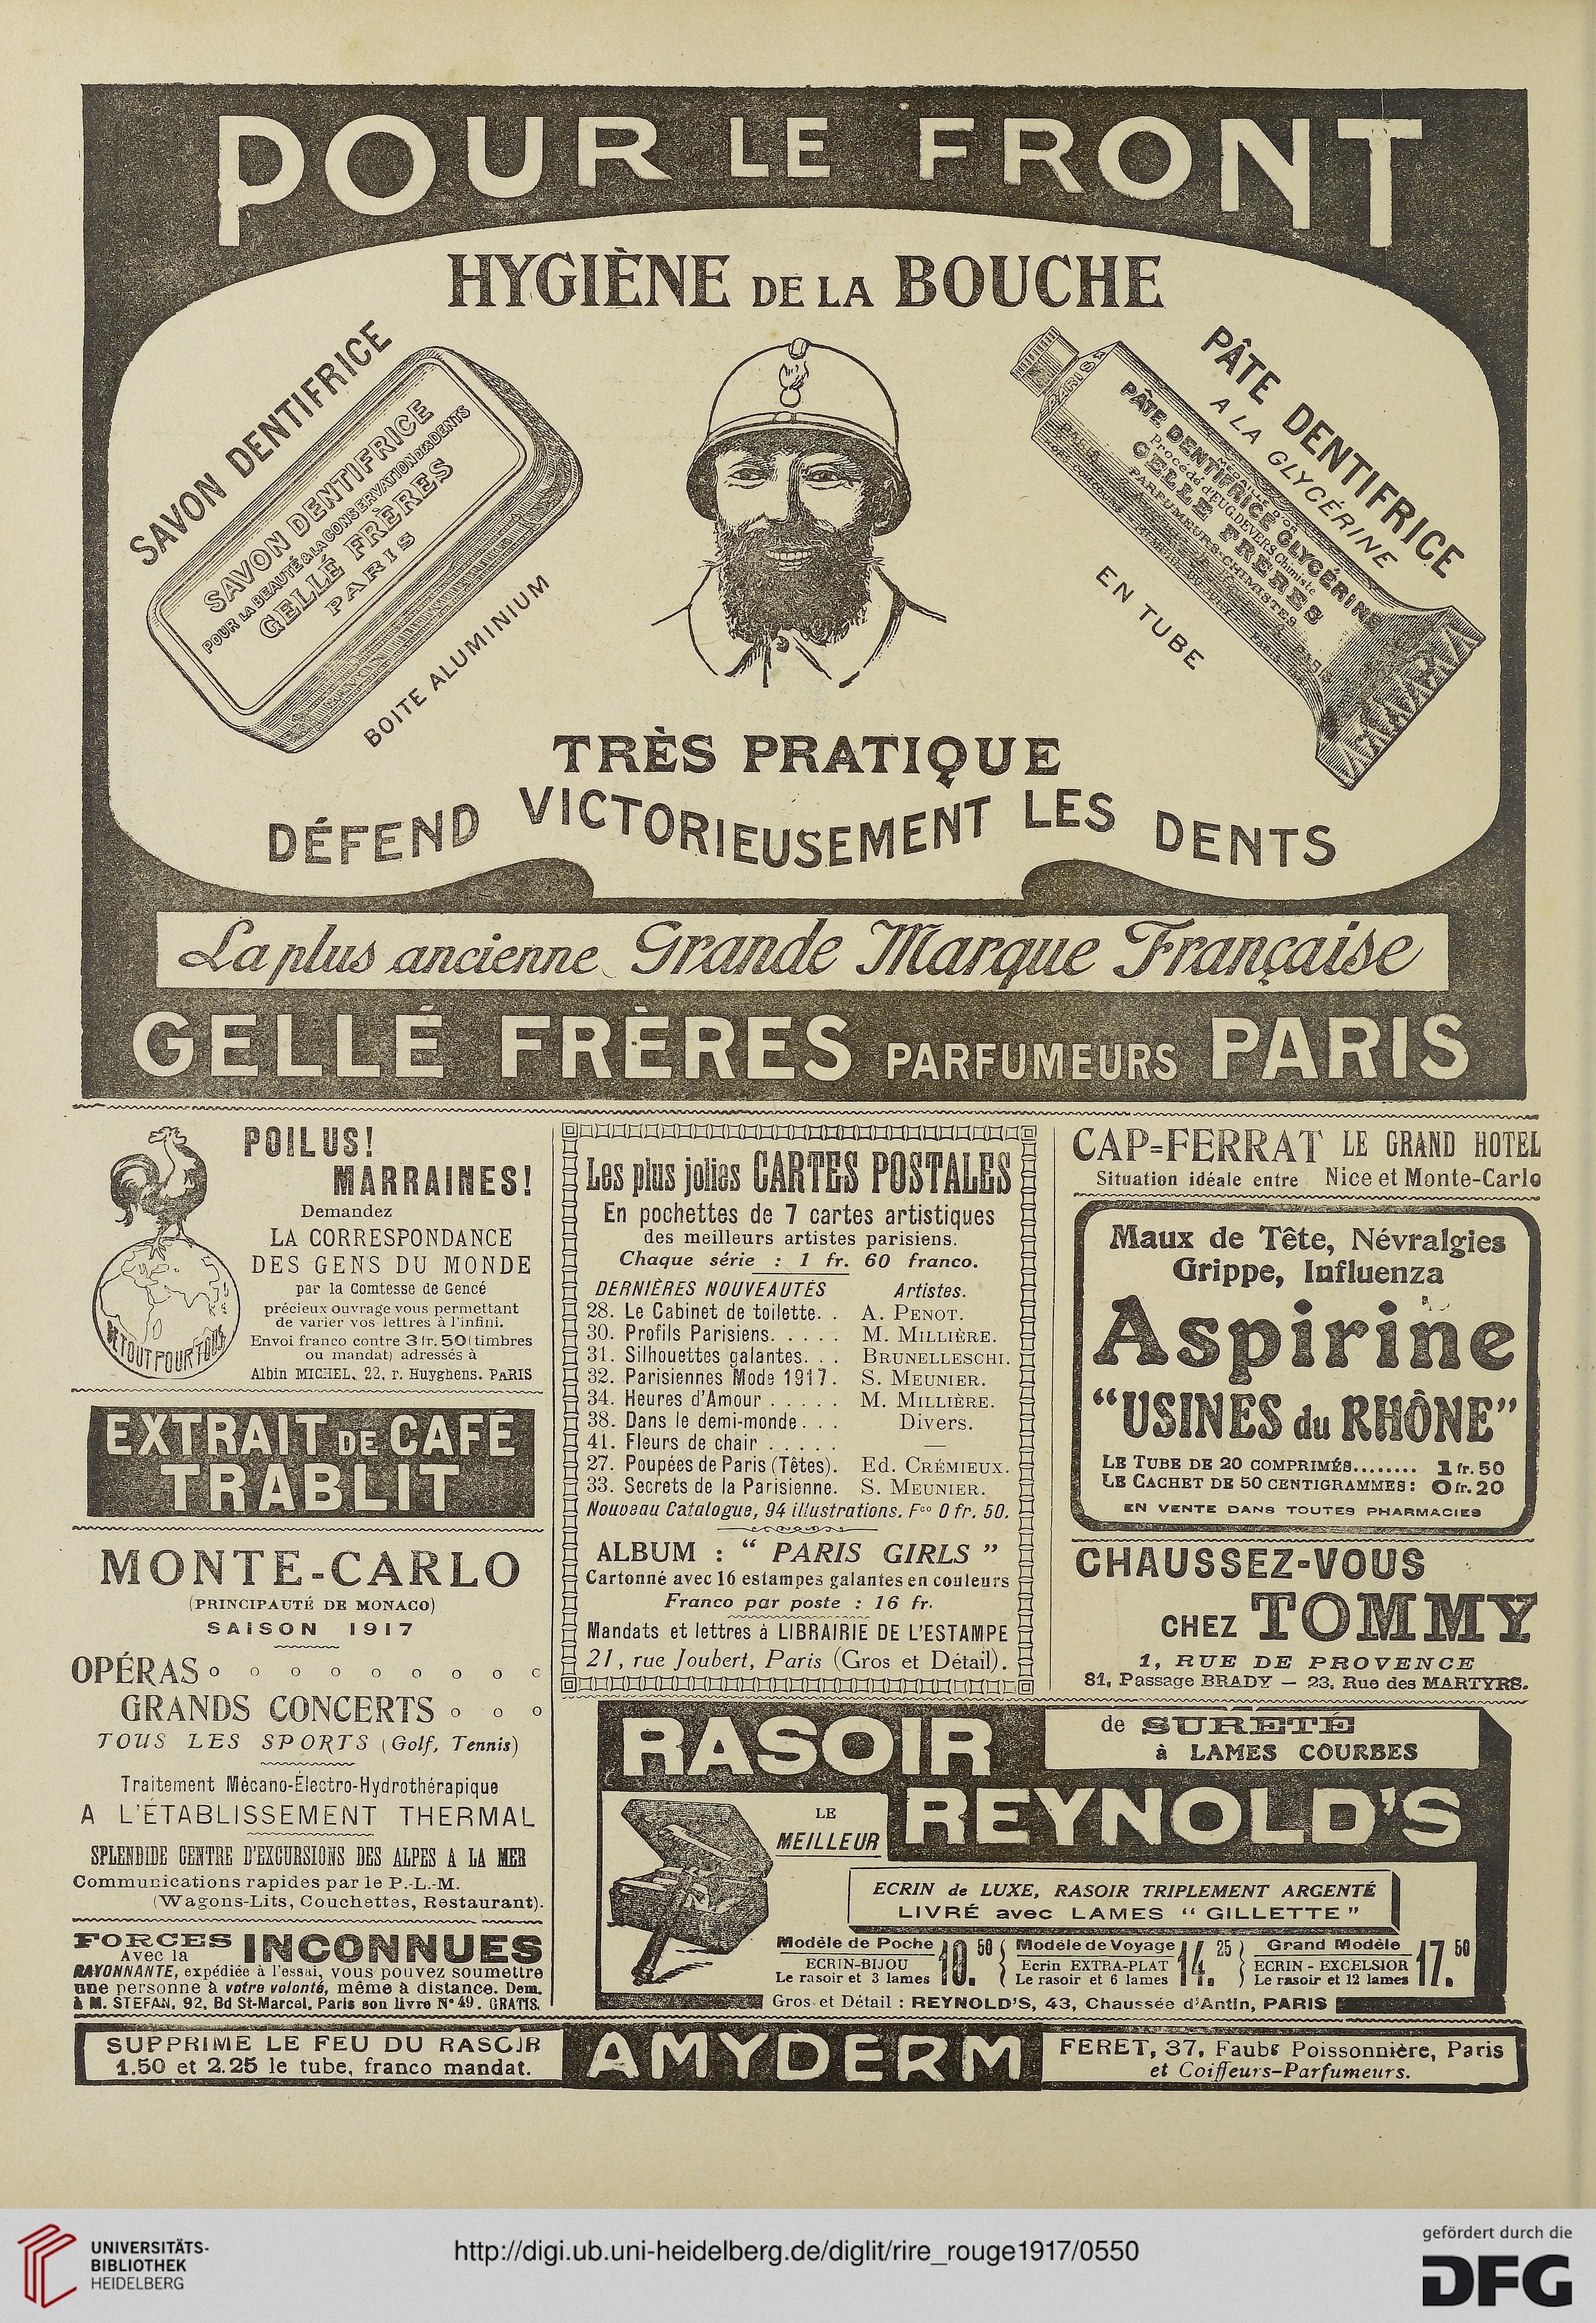 POUR LE FRONT
HYGIÈNE DE LA BOUCHE
SAVON DENTIFRICE
SAVON DENTIFRICE
POUR LA BEAUTÉ & LA CONSERVATION DES DENTS
GELLÉ FRÈRES
PARIS
BOITE ALUMINIUM
PÂTE DENTIFRICE
A LA GLYCÉRINE
PARIS
MÉDAILLE D'OR
PÂTE DENTIFRICE GLYCÉRINE
Procédé d'EUG. DEVERS Chimiste
GELLÉ FRERES
PARFUMEURS-CHIMISTES
EN TUBE
TRÈS PRATIQUE
DÉFEND VICTORIEUSEMENT LES DENTS
La plus ancienne Grande Marque Française
GELLÉ FRÈRES PARFUMEURS PARIS
POILUS!
MARRAINES!
Demandez
LA CORRESPONDANCE
DES GENS DU MONDE
par la Comtesse de Gencé
précieux ouvrage vous permettant
de varier vos lettres à l'infini.
Envoi franco contre 3 fr. 50 (timbres
ou mandat) adressés à
Albin MICHEL, 22, r. Huyghens. PARIS
DE TOUT POUR TOUS
EXTRAIT DE CAFÉ
TRABLIT
MONTE-CARLO
(PRINCIPAUTÉ DE MONACO)
SAISON 1917
OPÉRAS
GRANDS CONCERTS
TOUS LES SPORTS (Golf, Tennis)
Traitement Mécano-Électro-Hydrothérapique
A L'ÉTABLISSEMENT THERMAL
SPLENDIDE CENTRE D'EXCURSIONS DES ALPES A LA MER
Communications rapides par le P.-L.-M.
(Wagons-Lits, Couchettes, Restaurant).
FORCES INCONNUES
Avec la
RAYONNANTE, expédiée à l'essai, vous pouvez soumettre
une personne à votre volonté, même à distance. Dem.
à M. STEFAN, 92, Bd St-Marcel, Paris son livre N° 49. GRATIS.
Les plus jolies CARTES POSTALES
En pochettes de 7 cartes artistiques
des meilleurs artistes parisiens.
Chaque série : 1 fr. 60 franco.
DERNIÈRES NOUVEAUTÉS Artistes.
28. Le Cabinet de toilette. . A. PENOT.
30. Profils Parisiens. . . . . M. MILLIÈRE.
31. Silhouettes galantes. . . BRUNELLESCHI.
32. Parisiennes Mode 1917. S. MEUNIER.
34. Heures d'Amour . . . . . M. MILLIÈRE.
38. Dans le demi-monde. . . Divers.
41. Fleurs de chair . . . . . —
27. Poupées de Paris (Têtes). Ed. CRÉMIEUX.
33. Secrets de la Parisienne. S. MEUNIER.
Nouveau Catalogue, 94 illustrations. Fco 0 fr. 50.
ALBUM : “ PARIS GIRLS ”
Cartonné avec 16 estampes galantes en couleurs
Franco par poste : 16 fr.
Mandats et lettres à LIBRAIRIE DE L'ESTAMPE
21, rue Joubert, Paris (Gros et Détail).
CAP-FERRAT LE GRAND HOTEL
Situation idéale entre Nice et Monte-Carlo
Maux de Tête, Névralgies
Grippe, Influenza
Aspirine
“USINES du RHÔNE”
LE TUBE DE 20 COMPRIMÉS........ 1 fr. 50
LE CACHET DE 50 CENTIGRAMMES : 0 fr. 20
EN VENTE DANS TOUTES PHARMACIES
CHAUSSEZ-VOUS
CHEZ TOMMY
1, RUE DE PROVENCE
81, Passage BRADY — 23, Rue des MARTYRS.
RASOIR de SURETÉ
à LAMES COURBES
LE
MEILLEUR REYNOLD'S
ECRIN de LUXE, RASOIR TRIPLEMENT ARGENTÉ
LIVRÉ avec LAMES “GILLETTE”
Modèle de Poche
ECRIN-BIJOU
Le rasoir et 3 lames 10.50
Modèle de Voyage
Ecrin EXTRA-PLAT
Le rasoir et 6 lames 14.25
Grand Modèle
ECRIN - EXCELSIOR
Le rasoir et 12 lames 17.50
Gros et Détail : REYNOLD'S, 43, Chaussée d'Antin, PARIS
SUPPRIME LE FEU DU RASOIR
1.50 et 2.25 le tube, franco mandat.
AMYDERM
FERET, 37, Faubg Poissonnière, Paris
et Coiffeurs-Parfumeurs.
UNIVERSITÄTS-
BIBLIOTHEK
HEIDELBERG
http://digi.ub.uni-heidelberg.de/diglit/rire_rouge1917/0550
gefördert durch die
DFG